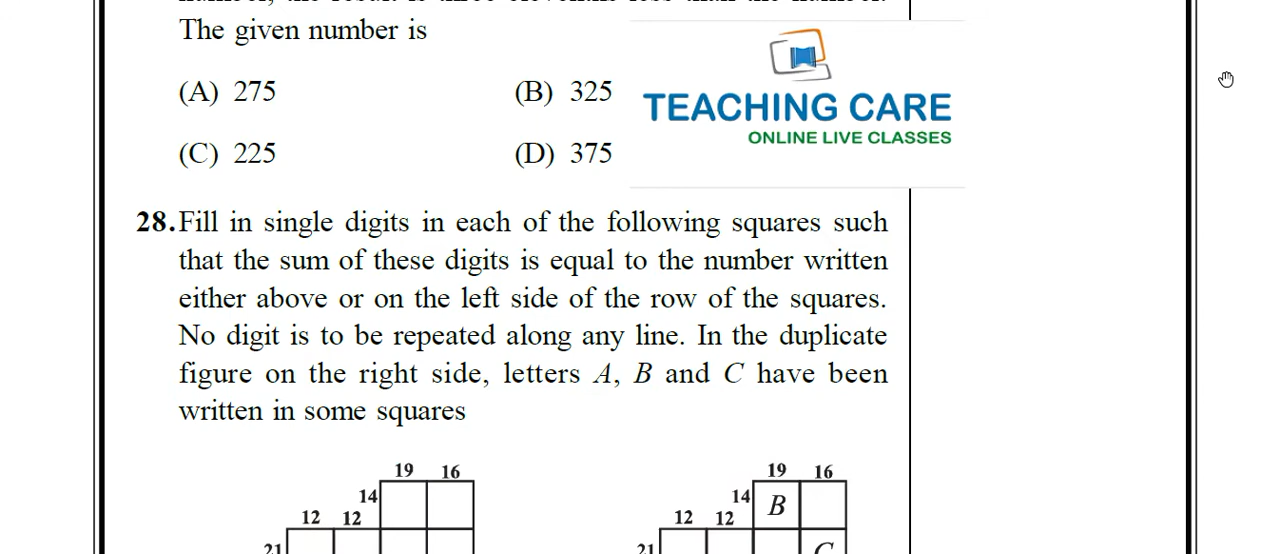 The given number is
(A) 275 (B) 325
(C) 225 (D) 375
TEACHING CARE
ONLINE LIVE CLASSES
28. Fill in single digits in each of the following squares such
that the sum of these digits is equal to the number written
either above or on the left side of the row of the squares.
No digit is to be repeated along any line. In the duplicate
figure on the right side, letters A, B and C have been
written in some squares
19 16
14
12 12
21
19 16
14 B
12 12
21 C